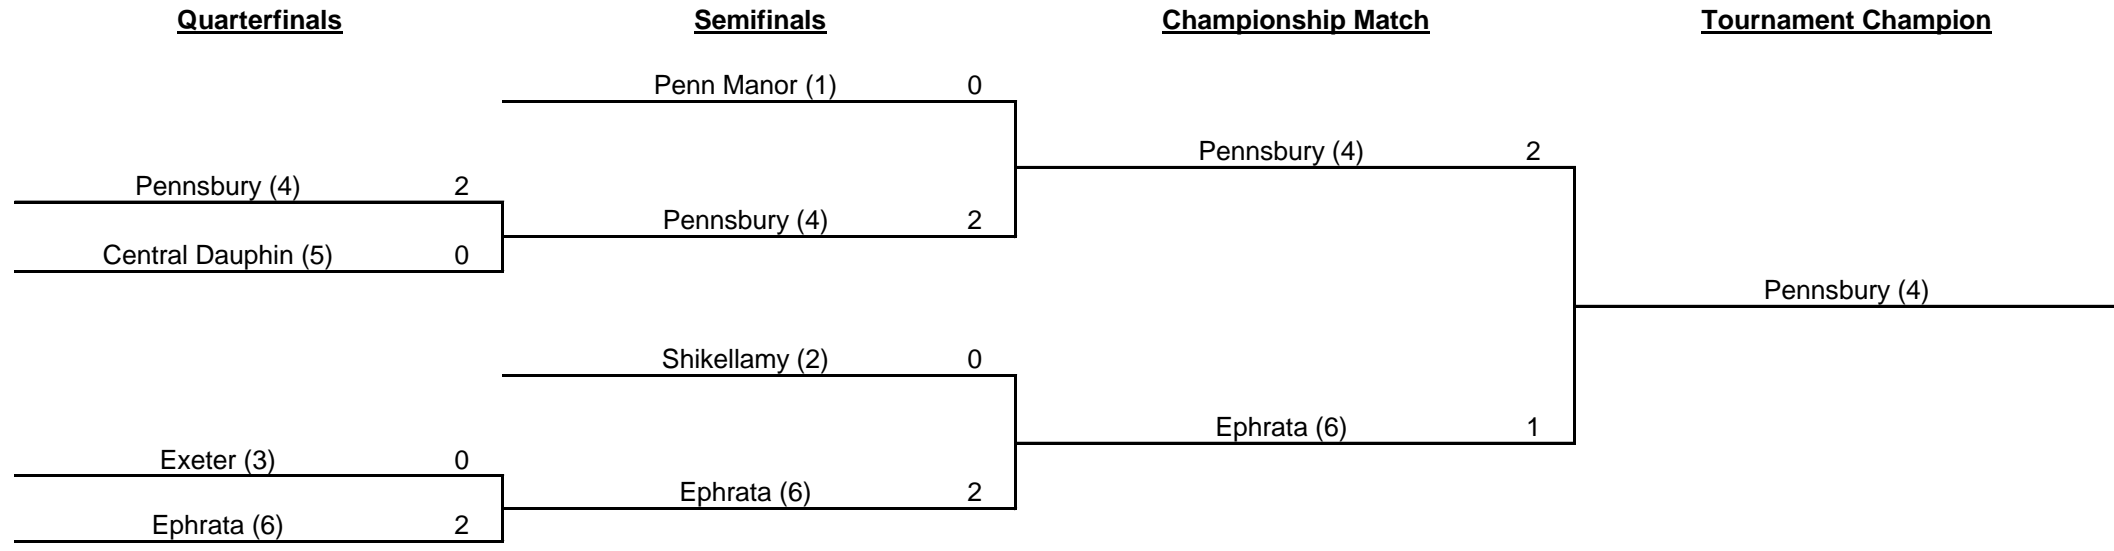 Quarterfinals Semifinals Championship Match Tournament Champion
Penn Manor (1) 0
Pennsbury (4) 2
Pennsbury (4) 2
Pennsbury (4) 2
Central Dauphin (5) 0
Pennsbury (4)
Shikellamy (2) 0
Ephrata (6) 1
Exeter (3) 0
Ephrata (6) 2
Ephrata (6) 2